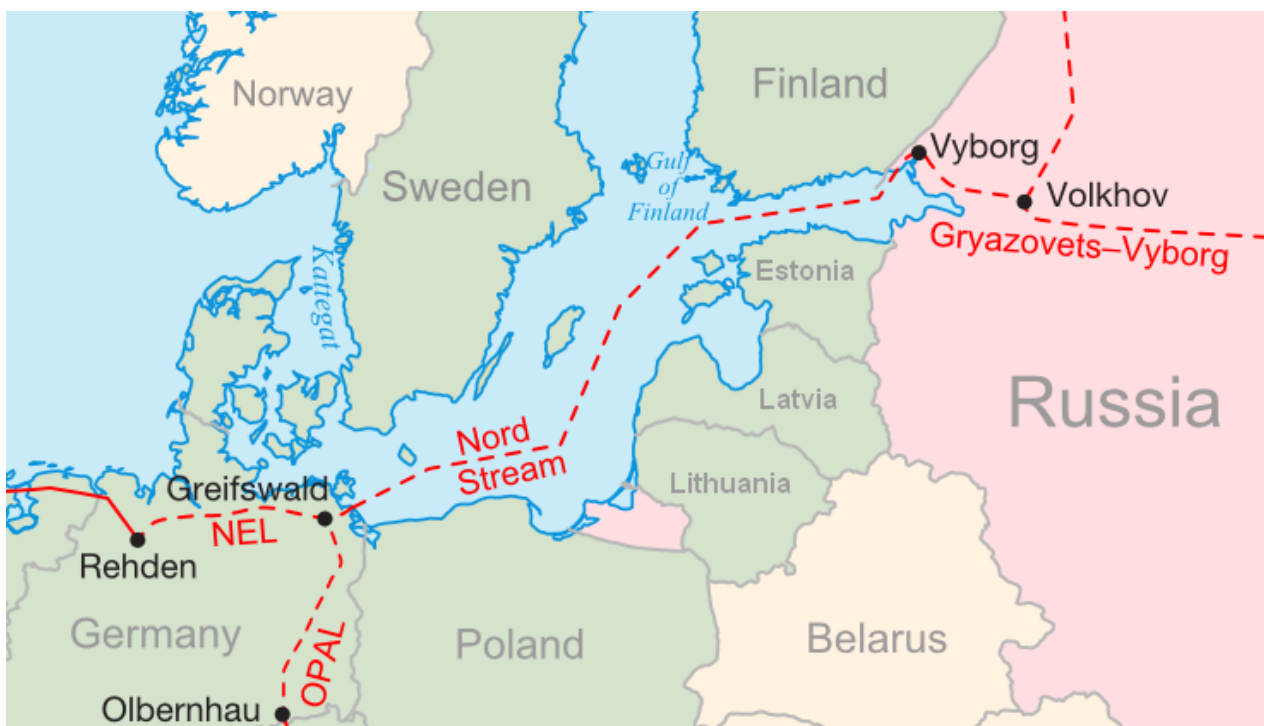 Norway
Finland
Vyborg
Gulf
of
Finland
Sweden
Volkhov
Gryazovets–Vyborg
Estonia
Kattegat
Latvia
Russia
Nord
Stream
Lithuania
Greifswald
NEL
Rehden
Germany
OPAL
Poland
Belarus
Olbernhau